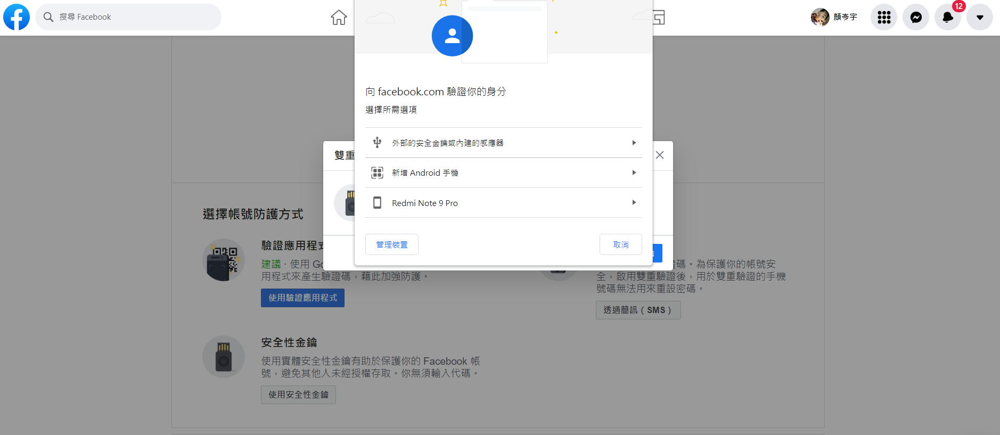 搜尋 Facebook
顏岑宇
12
向 facebook.com 驗證你的身分
選擇所需選項
外部的安全金鑰或內建的感應器
新增 Android 手機
Redmi Note 9 Pro
管理裝置
取消
雙重
選擇帳號防護方式
驗證應用程式
建議 · 使用 Go
用程式來產生驗證碼，藉此加強防護。
使用驗證應用程式
證碼。為保護你的帳號安
全，啟用雙重驗證後，用於雙重驗證的手機
號碼無法用來重設密碼。
透過簡訊（SMS）
安全性金鑰
使用實體安全性金鑰有助於保護你的 Facebook 帳
號，避免其他人未經授權存取。你無須輸入代碼。
使用安全性金鑰